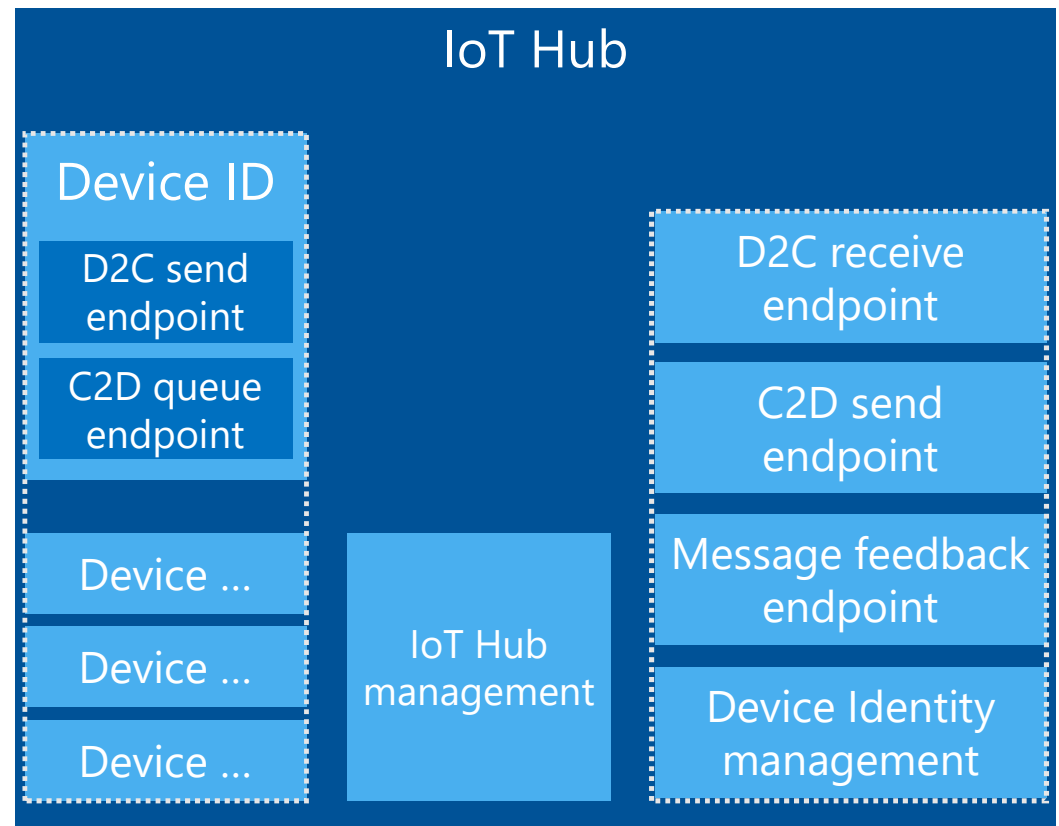 IoT Hub
Device ID
D2C send
endpoint
C2D queue
endpoint
Device ...
Device ...
Device ...
IoT Hub
management
D2C receive
endpoint
C2D send
endpoint
Message feedback
endpoint
Device Identity
management